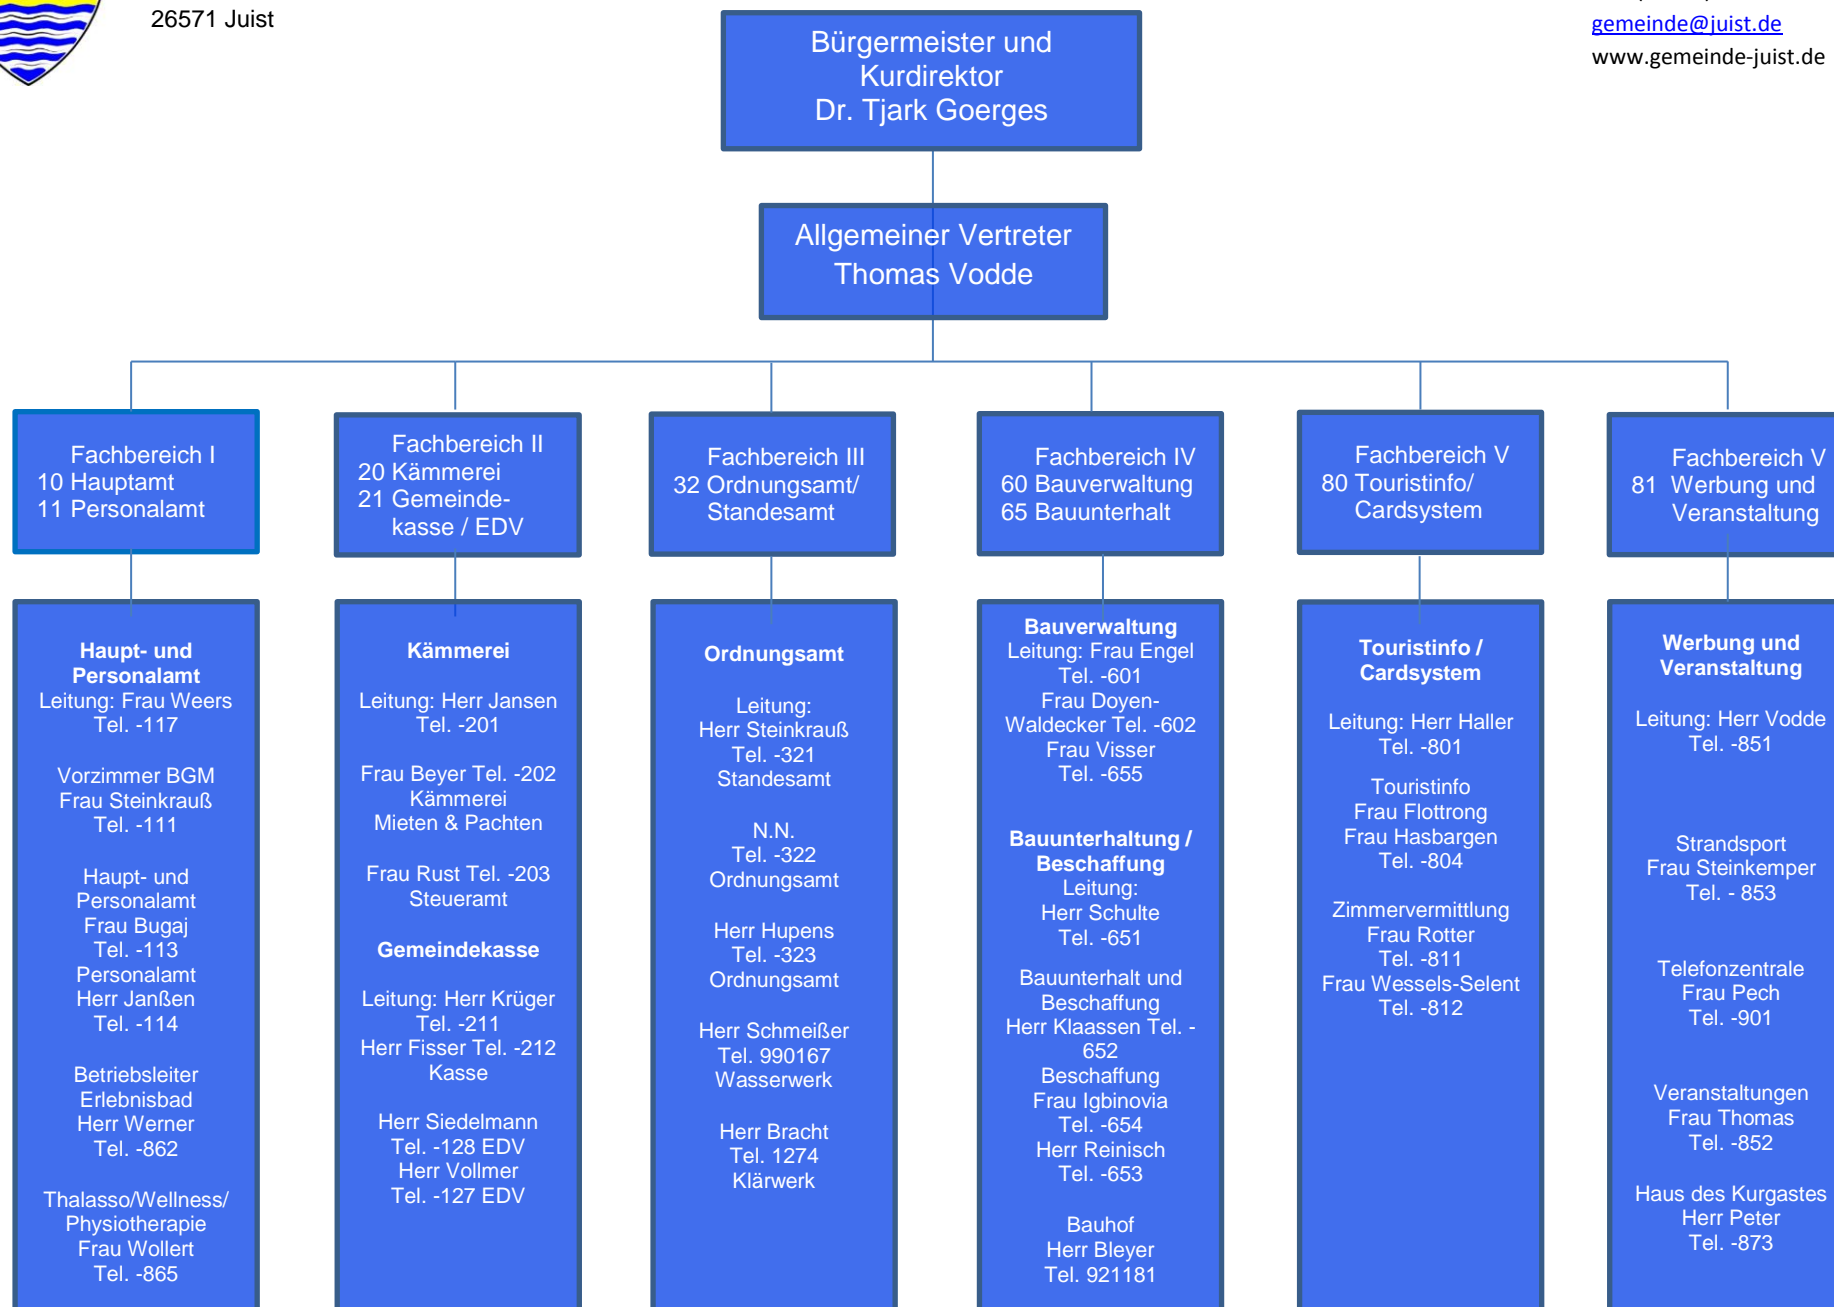 26571 Juist
gemeinde@juist.de
www.gemeinde-juist.de
Bürgermeister und
Kurdirektor
Dr. Tjark Goerges
Allgemeiner Vertreter
Thomas Vodde
Fachbereich I
10 Hauptamt
11 Personalamt
Fachbereich II
20 Kämmerei
21 Gemeinde-
kasse / EDV
Fachbereich III
32 Ordnungsamt/
Standesamt
Fachbereich IV
60 Bauverwaltung
65 Bauunterhalt
Fachbereich V
80 Touristinfo/
Cardsystem
Fachbereich V
81 Werbung und
Veranstaltung
Haupt- und
Personalamt
Leitung: Frau Weers
Tel. -117
Vorzimmer BGM
Frau Steinkrauß
Tel. -111
Haupt- und
Personalamt
Frau Bugaj
Tel. -113
Personalamt
Herr Janßen
Tel. -114
Betriebsleiter
Erlebnisbad
Herr Werner
Tel. -862
Thalasso/Wellness/
Physiotherapie
Frau Wollert
Tel. -865
Kämmerei
Leitung: Herr Jansen
Tel. -201
Frau Beyer Tel. -202
Kämmerei
Mieten & Pachten
Frau Rust Tel. -203
Steueramt
Gemeindekasse
Leitung: Herr Krüger
Tel. -211
Herr Fisser Tel. -212
Kasse
Herr Siedelmann
Tel. -128 EDV
Herr Vollmer
Tel. -127 EDV
Ordnungsamt
Leitung:
Herr Steinkrauß
Tel. -321
Standesamt
N.N.
Tel. -322
Ordnungsamt
Herr Hupens
Tel. -323
Ordnungsamt
Herr Schmeißer
Tel. 990167
Wasserwerk
Herr Bracht
Tel. 1274
Klärwerk
Bauverwaltung
Leitung: Frau Engel
Tel. -601
Frau Doyen-
Waldecker Tel. -602
Frau Visser
Tel. -655
Bauunterhaltung /
Beschaffung
Leitung:
Herr Schulte
Tel. -651
Bauunterhalt und
Beschaffung
Herr Klaassen Tel. -
652
Beschaffung
Frau Igbinovia
Tel. -654
Herr Reinisch
Tel. -653
Bauhof
Herr Bleyer
Tel. 921181
Touristinfo /
Cardsystem
Leitung: Herr Haller
Tel. -801
Touristinfo
Frau Flottrong
Frau Hasbargen
Tel. -804
Zimmervermittlung
Frau Rotter
Tel. -811
Frau Wessels-Selent
Tel. -812
Werbung und
Veranstaltung
Leitung: Herr Vodde
Tel. -851
Strandsport
Frau Steinkemper
Tel. - 853
Telefonzentrale
Frau Pech
Tel. -901
Veranstaltungen
Frau Thomas
Tel. -852
Haus des Kurgastes
Herr Peter
Tel. -873